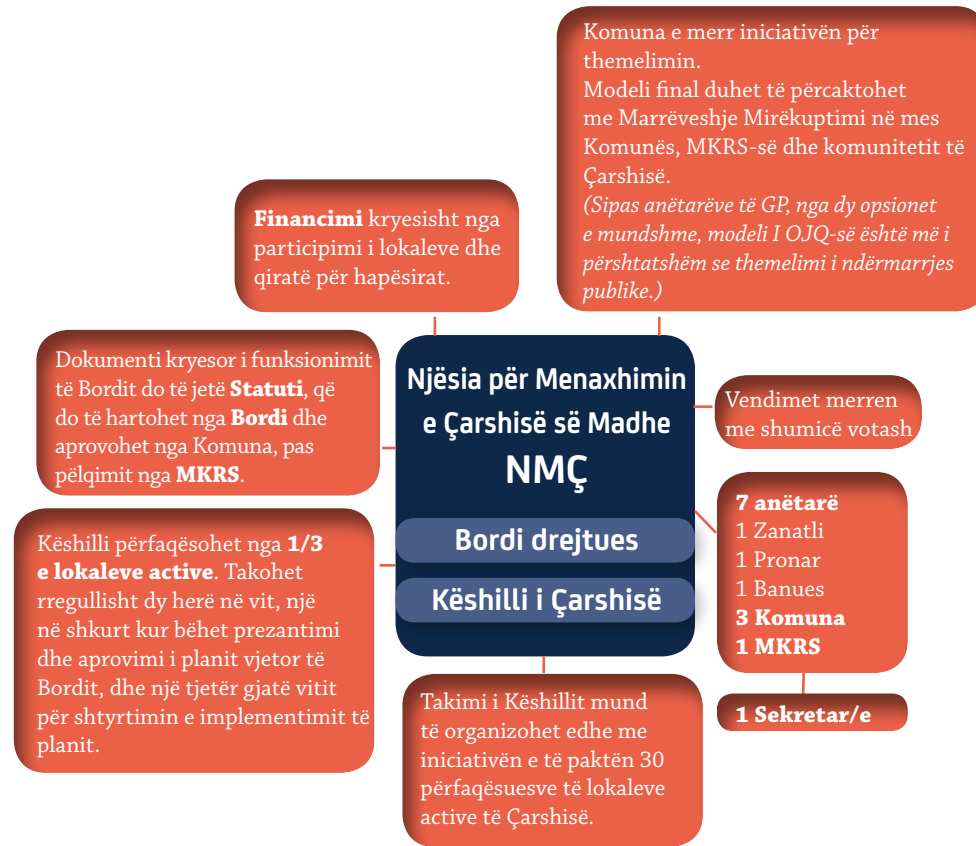 Komuna e merr iniciativën për
themelimin.
Modeli final duhet të përcaktohet
me Marrëveshje Mirëkuptimi në mes
Komunës, MKRS-së dhe komunitetit të
Çarshisë.
(Sipas anëtarëve të GP, nga dy opsionet
e mundshme, modeli I OJQ-së është më i
përshtatshëm se themelimi i ndërmarrjes
publike.)
Financimi kryesisht nga
participimi i lokaleve dhe
qiratë për hapësirat.
Dokumenti kryesor i funksionimit
të Bordit do të jetë Statuti, që
do të hartohet nga Bordi dhe
aprovohet nga Komuna, pas
pëlqimit nga MKRS.
Njësia për Menaxhimin
e Çarshisë së Madhe
NMÇ
Bordi drejtues
Këshilli i Çarshisë
Vendimet merren
me shumicë votash
7 anëtarë
1 Zanatli
1 Pronar
1 Banues
3 Komuna
1 MKRS
1 Sekretar/e
Këshilli përfaqësohet nga 1/3
e lokaleve active. Takohet
rregullisht dy herë në vit, një
në shkurt kur bëhet prezantimi
dhe aprovimi i planit vjetor të
Bordit, dhe një tjetër gjatë vitit
për shtyrtimin e implementimit të
planit.
Takimi i Këshillit mund
të organizohet edhe me
iniciativën e të paktën 30
përfaqësuesve të lokaleve
active të Çarshisë.